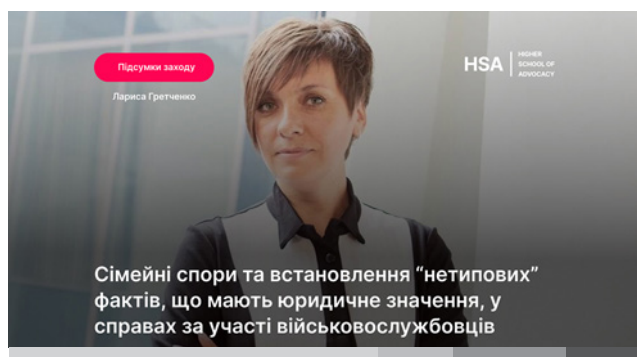 Підсумки заходу
Лариса Гретченко
HSA
HIGHER
SCHOOL OF
ADVOCACY
Сімейні спори та встановлення “нетипових”
фактів, що мають юридичне значення, у
справах за участі військовослужбовців